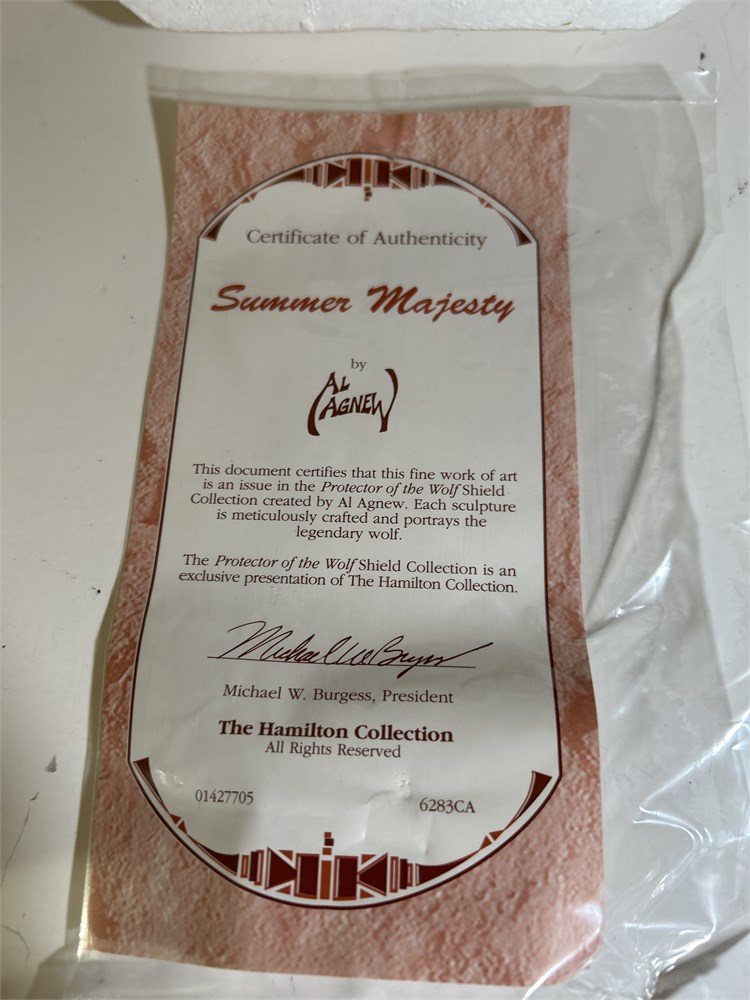 Certificate of Authenticity
Summer Majesty
by
AL
AGNEW
This document certifies that this fine work of art
is an issue in the Protector of the Wolf Shield
Collection created by Al Agnew. Each sculpture
is meticulously crafted and portrays the
legendary wolf.
The Protector of the Wolf Shield Collection is an
exclusive presentation of The Hamilton Collection.
Michael W. Burgess, President
The Hamilton Collection
All Rights Reserved
01427705 6283CA